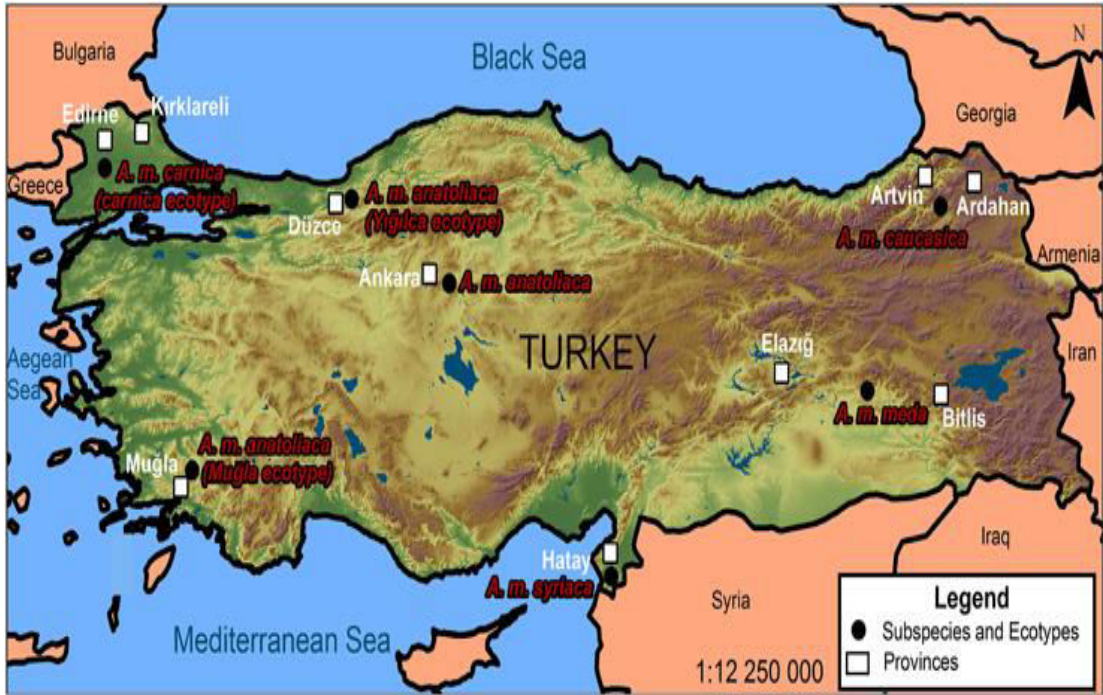 N
Bulgaria
Black Sea
Georgia
Edirne
Kırklareli
Greece
A. m. carnica
(carnica ecotype)
A. m. anatoliaca
(Yığılca ecotype)
Düzce
Artvin
Ardahan
A. m. caucasica
Armenia
Ankara
A. m. anatoliaca
TURKEY
Elazığ
Iran
Aegean
Sea
A. m. meda
Bitlis
A. m. anatoliaca
(Muğla ecotype)
Muğla
Hatay
A. m. syriaca
Iraq
Syria
Mediterranean Sea
1:12 250 000
Legend
Subspecies and Ecotypes
Provinces